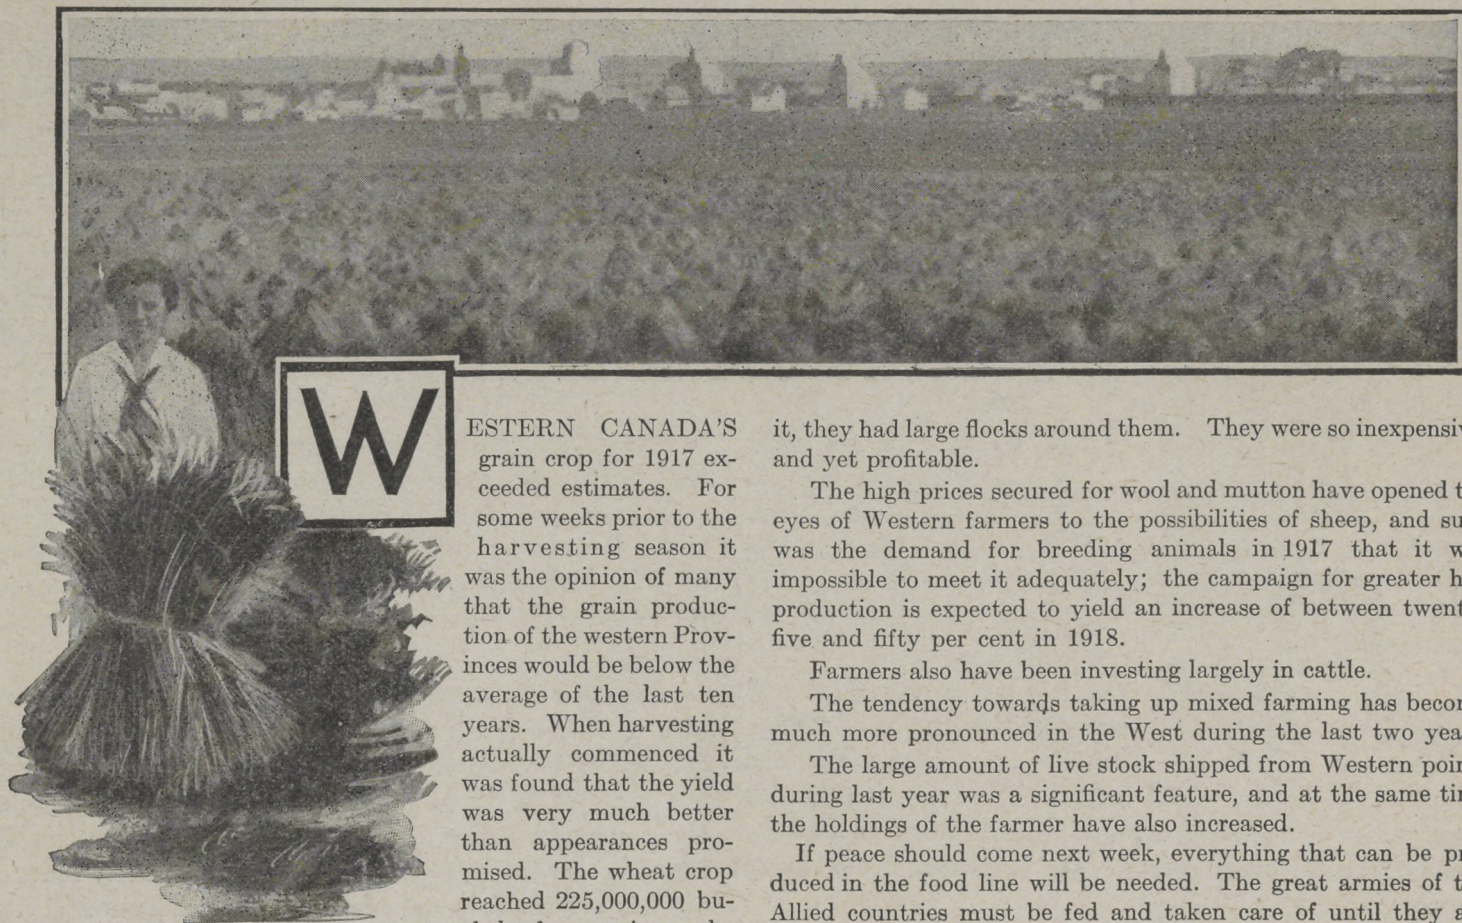 WESTERN CANADA'S
grain crop for 1917 ex-
ceeded estimates. For
some weeks prior to the
harvesting season it
was the opinion of many
that the grain produc-
tion of the western Prov-
inces would be below the
average of the last ten
years. When harvesting
actually commenced it
was found that the yield
was very much better
than appearances pro-
mised. The wheat crop
reached 225,000,000 bu-
it, they had large flocks around them. They were so
and yet profitable.
The high prices secured for wool and mutton have opened
eyes of Western farmers to the possibilities of sheep, and
was the demand for breeding animals in 1917 that it
impossible to meet it adequately; the campaign for greater
production is expected to yield an increase of between
five and fifty per cent in 1918.
Farmers also have been investing largely in cattle.
The tendency towards taking up mixed farming has
much more pronounced in the West during the last two
The large amount of live stock shipped from Western
during last year was a significant feature, and at the same
the holdings of the farmer have also increased.
If peace should come next week, everything that can be
duced in the food line will be needed. The great armies of
Allied countries must be fed and taken care of until they